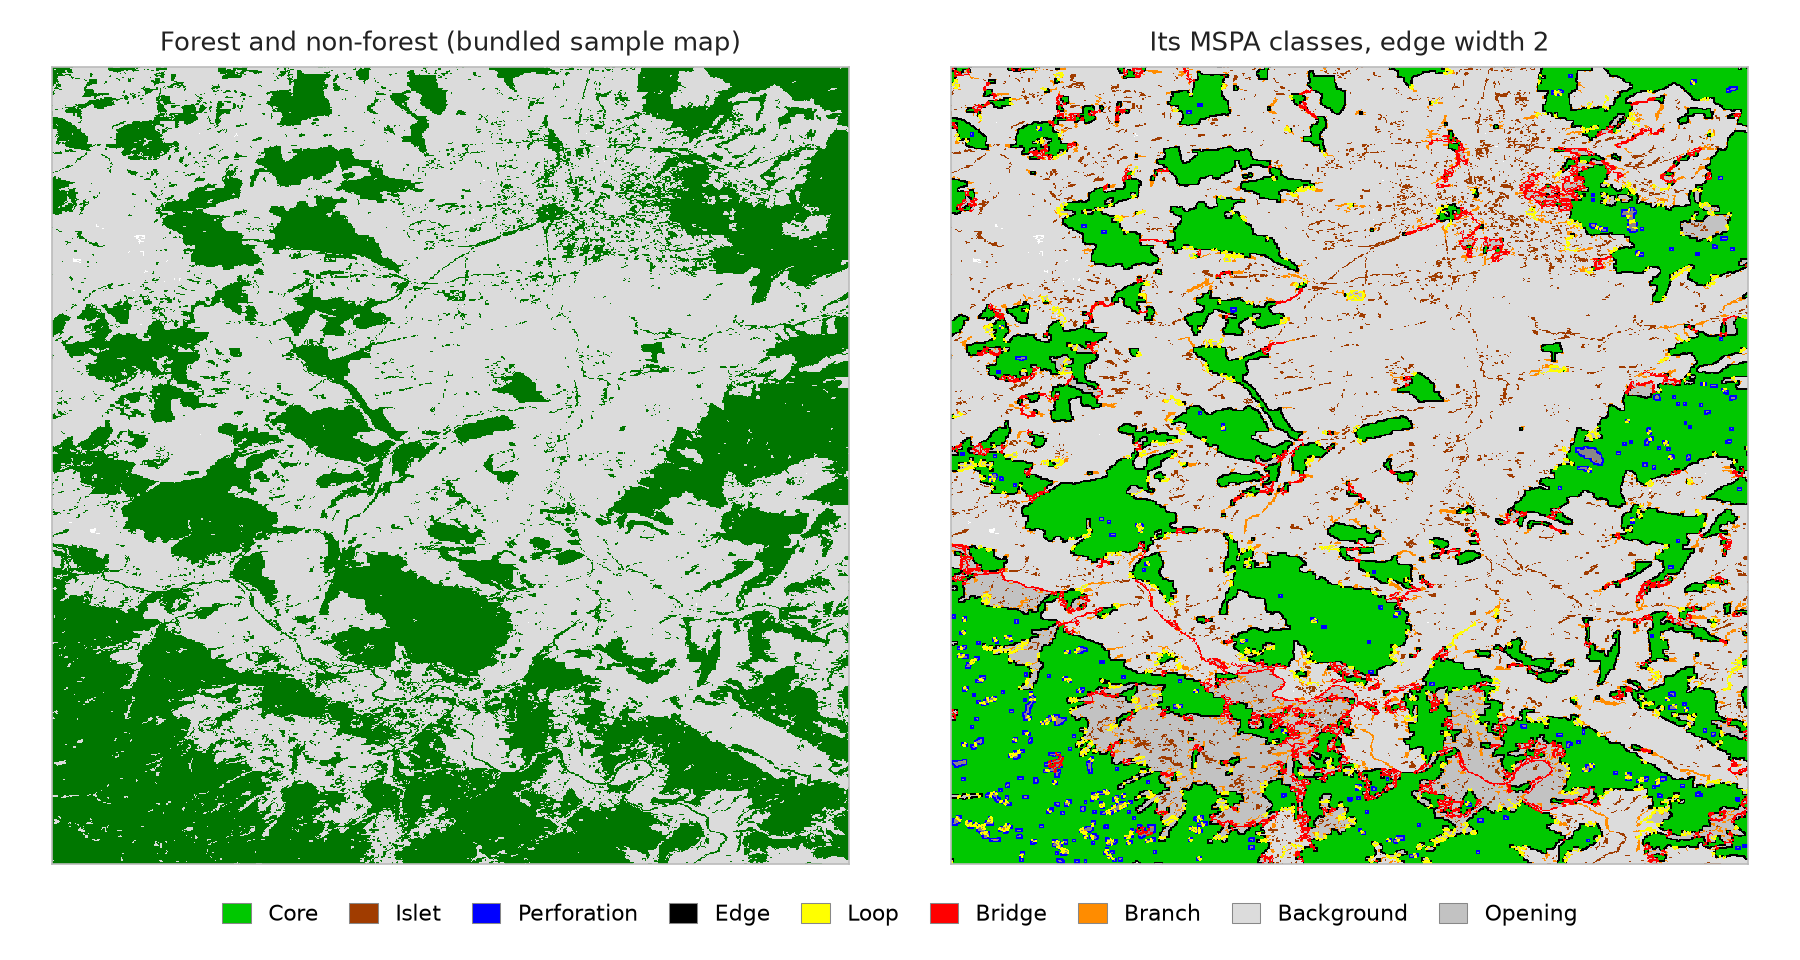 Forest and non-forest (bundled sample map)
Its MSPA classes, edge width 2
Core Islet Perforation Edge Loop Bridge Branch Background Opening